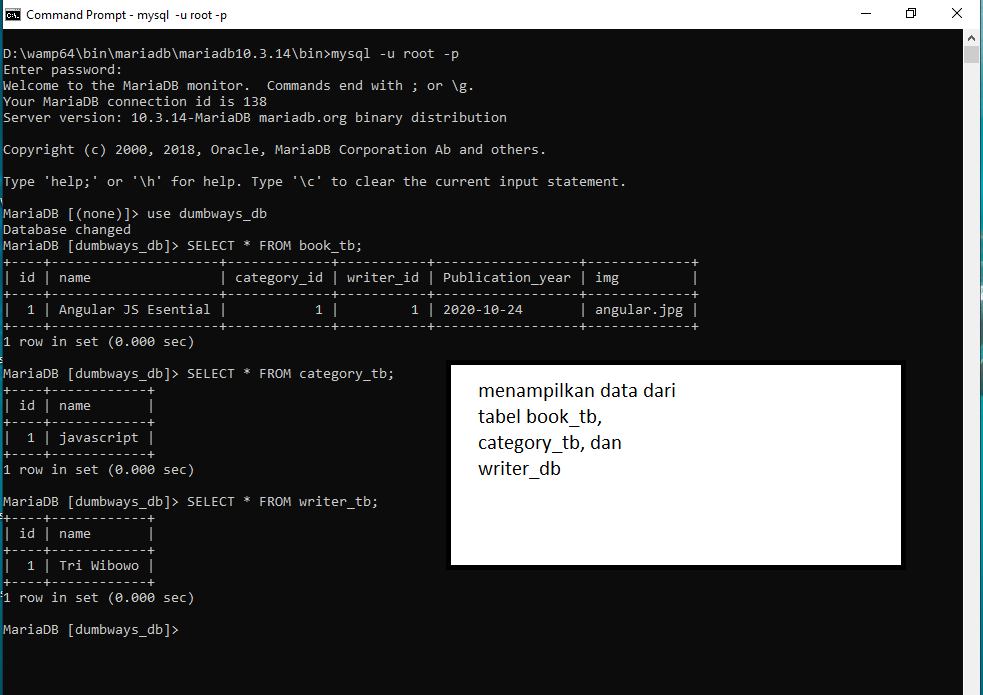 Command Prompt - mysql  -u root -p
D:\wamp64\bin\mariadb\mariadb10.3.14\bin>mysql -u root -p
Enter password:
Welcome to the MariaDB monitor.  Commands end with ; or \g.
Your MariaDB connection id is 138
Server version: 10.3.14-MariaDB mariadb.org binary distribution
Copyright (c) 2000, 2018, Oracle, MariaDB Corporation Ab and others.
Type 'help;' or '\h' for help. Type '\c' to clear the current input statement.
MariaDB [(none)]> use dumbways_db
Database changed
MariaDB [dumbways_db]> SELECT * FROM book_tb;
+----+---------------------+-------------+-----------+------------------+-------------+
| id | name                | category_id | writer_id | Publication_year | img         |
+----+---------------------+-------------+-----------+------------------+-------------+
|  1 | Angular JS Esential |           1 |         1 | 2020-10-24       | angular.jpg |
+----+---------------------+-------------+-----------+------------------+-------------+
1 row in set (0.000 sec)
MariaDB [dumbways_db]> SELECT * FROM category_tb;
+----+------------+
| id | name       |
+----+------------+
|  1 | javascript |
+----+------------+
1 row in set (0.000 sec)
MariaDB [dumbways_db]> SELECT * FROM writer_tb;
+----+------------+
| id | name       |
+----+------------+
|  1 | Tri Wibowo |
+----+------------+
1 row in set (0.000 sec)
MariaDB [dumbways_db]>
menampilkan data dari
tabel book_tb,
category_tb, dan
writer_db